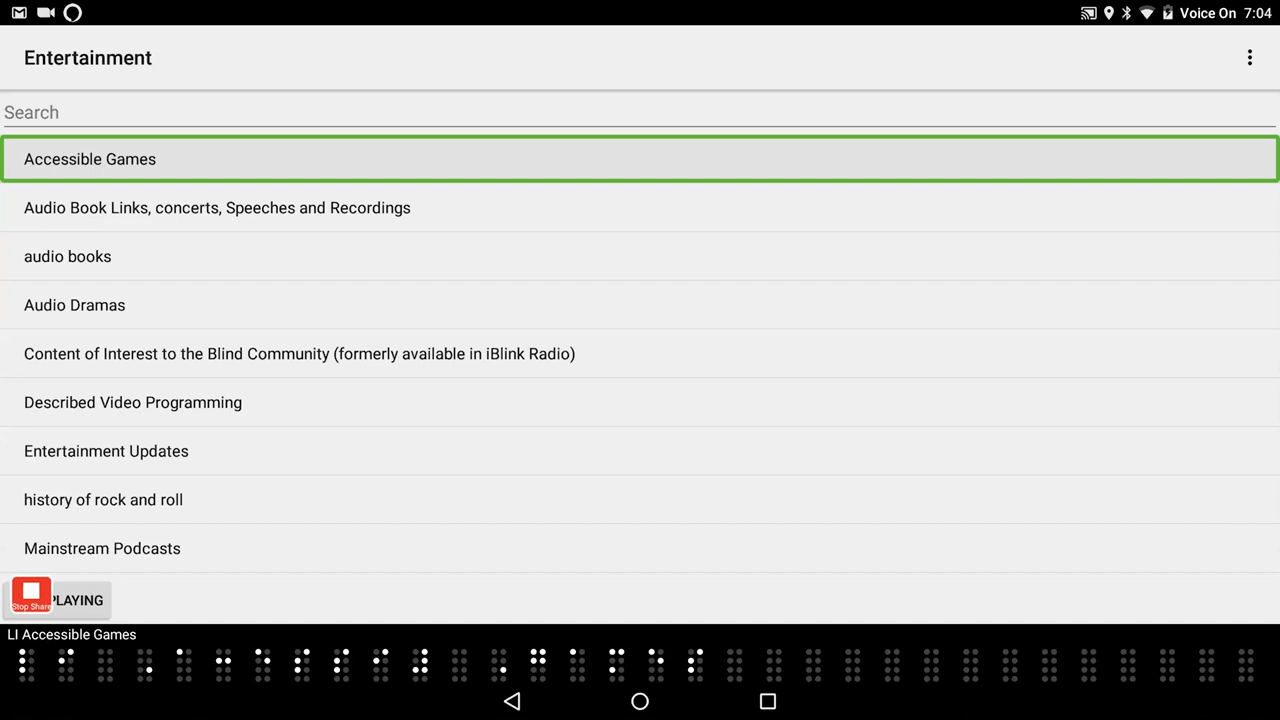 Voice On 7:04
Entertainment
Search
Accessible Games
Audio Book Links, concerts, Speeches and Recordings
audio books
Audio Dramas
Content of Interest to the Blind Community (formerly available in iBlink Radio)
Described Video Programming
Entertainment Updates
history of rock and roll
Mainstream Podcasts
Stop Share
PLAYING
LI Accessible Games